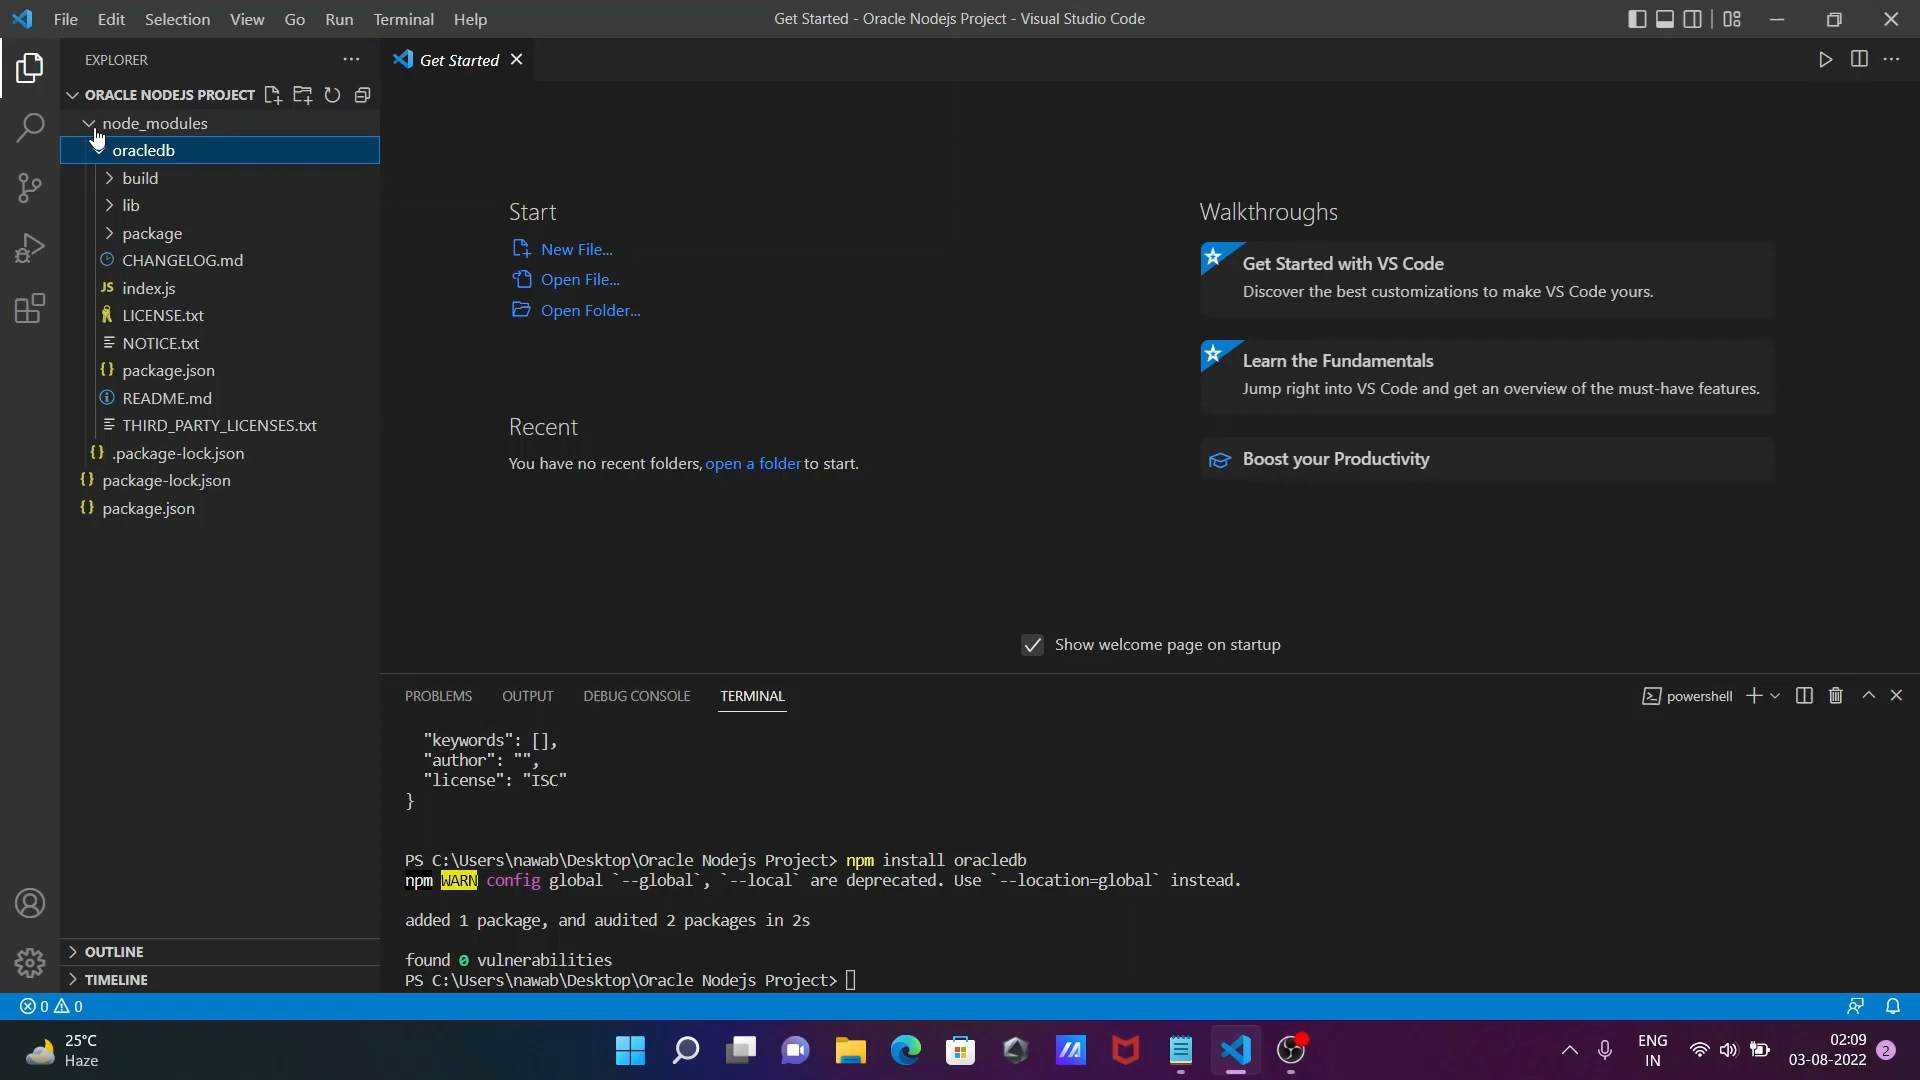 File Edit Selection View Go Run Terminal Help
Get Started - Oracle Nodejs Project - Visual Studio Code
EXPLORER
Get Started
ORACLE NODEJS PROJECT
node_modules
oracledb
build
lib
package
CHANGELOG.md
JS index.js
LICENSE.txt
NOTICE.txt
{} package.json
README.md
THIRD_PARTY_LICENSES.txt
{} .package-lock.json
{} package-lock.json
{} package.json
OUTLINE
TIMELINE
Start
New File...
Open File...
Open Folder...
Recent
You have no recent folders, open a folder to start.
Walkthroughs
Get Started with VS Code
Discover the best customizations to make VS Code yours.
Learn the Fundamentals
Jump right into VS Code and get an overview of the must-have features.
Boost your Productivity
Show welcome page on startup
PROBLEMS OUTPUT DEBUG CONSOLE TERMINAL
powershell
"keywords": [],
"author": "",
"license": "ISC"
}
PS C:\Users\nawab\Desktop\Oracle Nodejs Project> npm install oracledb
npm WARN config global `--global`, `--local` are deprecated. Use `--location=global` instead.
added 1 package, and audited 2 packages in 2s
found 0 vulnerabilities
PS C:\Users\nawab\Desktop\Oracle Nodejs Project>
0 0
25°C
Haze
ENG
IN
02:09
03-08-2022
2